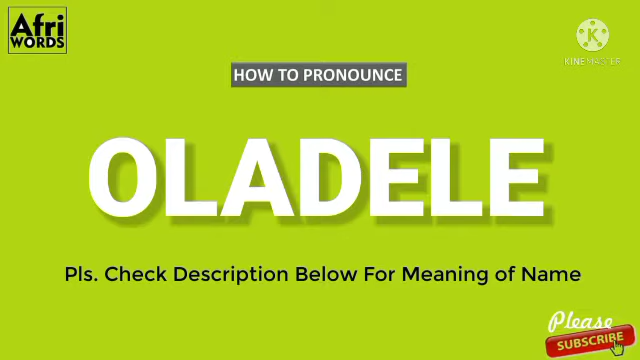 Afri
WORDS
KINEMASTER
HOW TO PRONOUNCE
OLADELE
Pls. Check Description Below For Meaning of Name
Please
SUBSCRIBE